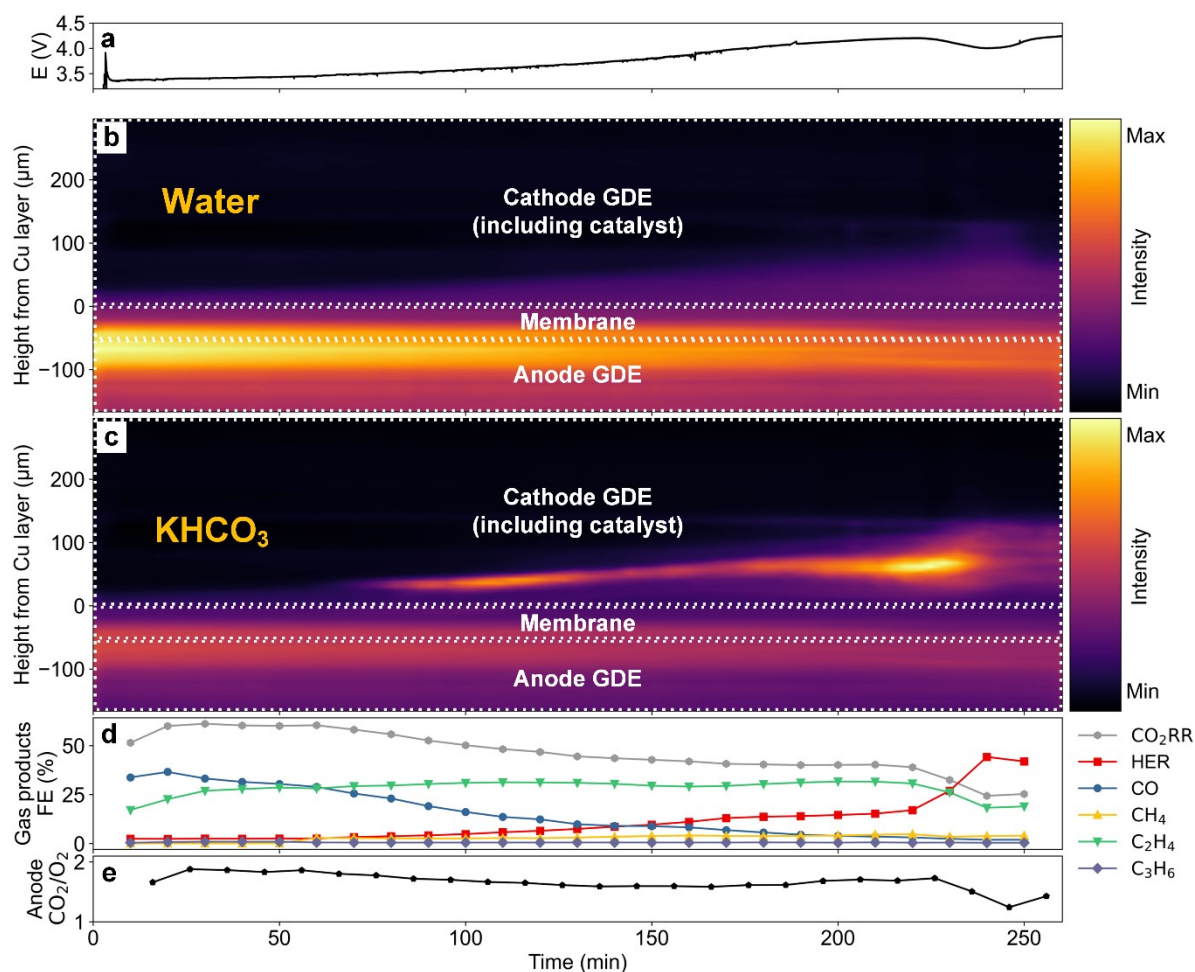 a
E (V)
4.5
4.0
3.5
b
Height from Cu layer (µm)
200
100
0
−100
Water
Cathode GDE
(including catalyst)
Membrane
Anode GDE
Max
Intensity
Min
c
Height from Cu layer (µm)
200
100
0
−100
KHCO₃
Cathode GDE
(including catalyst)
Membrane
Anode GDE
Max
Intensity
Min
d
Gas products
FE (%)
50
25
0
CO₂RR
HER
CO
CH₄
C₂H₄
C₃H₆
e
Anode
CO₂/O₂
2
1
0 50 100 150 200 250
Time (min)